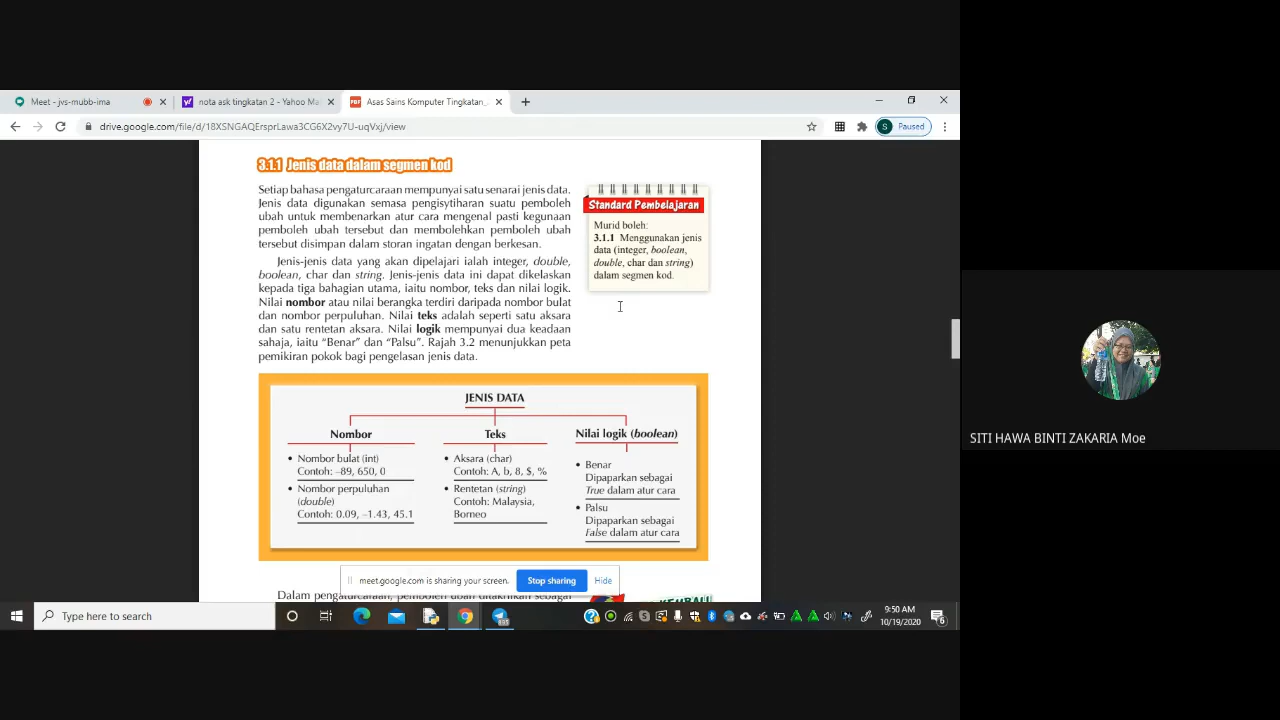 Meet - jvs-mubb-ima
nota ask tingkatan 2 - Yahoo Ma
Asas Sains Komputer Tingkatan_
drive.google.com/file/d/18XSNGAQErsprLawa3CG6X2vy7U-uqVxj/view
Paused
3.1.1 Jenis data dalam segmen kod
Setiap bahasa pengaturcaraan mempunyai satu senarai jenis data.
Jenis data digunakan semasa pengisytiharan suatu pemboleh
ubah untuk membenarkan atur cara mengenal pasti kegunaan
pemboleh ubah tersebut dan membolehkan pemboleh ubah
tersebut disimpan dalam storan ingatan dengan berkesan.
Jenis-jenis data yang akan dipelajari ialah integer, double,
boolean, char dan string. Jenis-jenis data ini dapat dikelaskan
kepada tiga bahagian utama, iaitu nombor, teks dan nilai logik.
Nilai nombor atau nilai berangka terdiri daripada nombor bulat
dan nombor perpuluhan. Nilai teks adalah seperti satu aksara
dan satu rentetan aksara. Nilai logik mempunyai dua keadaan
sahaja, iaitu “Benar” dan “Palsu”. Rajah 3.2 menunjukkan peta
pemikiran pokok bagi pengelasan jenis data.
Standard Pembelajaran
Murid boleh:
3.1.1 Menggunakan jenis
data (integer, boolean,
double, char dan string)
dalam segmen kod.
JENIS DATA
Nombor
• Nombor bulat (int)
Contoh: –89, 650, 0
• Nombor perpuluhan
(double)
Contoh: 0.09, –1.43, 45.1
Teks
• Aksara (char)
Contoh: A, b, 8, $, %
• Rentetan (string)
Contoh: Malaysia,
Borneo
Nilai logik (boolean)
• Benar
Dipaparkan sebagai
True dalam atur cara
• Palsu
Dipaparkan sebagai
False dalam atur cara
meet.google.com is sharing your screen.
Stop sharing
Hide
Dalam pengaturcaraan, pemboleh ubah ditakrifkan sebagai
SITI HAWA BINTI ZAKARIA Moe
Type here to search
9:50 AM
10/19/2020